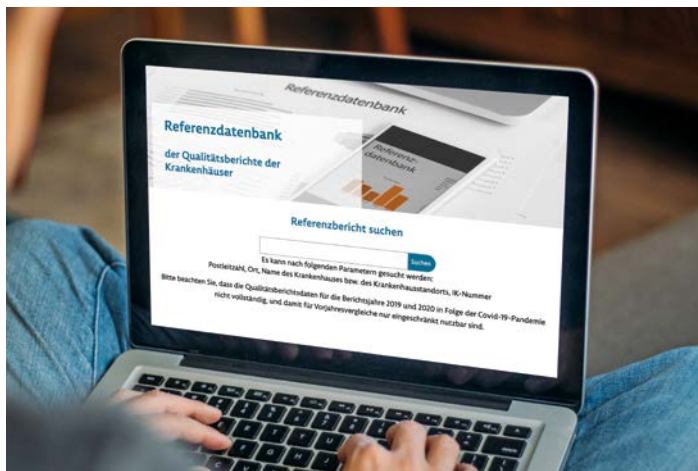 Referenzdatenbank
Referenzdatenbank
der Qualitätsberichte der
Krankenhäuser
Referenz-
datenbank
Referenzbericht suchen
Suchen
Es kann nach folgenden Parametern gesucht werden:
Postleitzahl, Ort, Name des Krankenhauses bzw. des Krankenhausstandorts, IK-Nummer
Bitte beachten Sie, dass die Qualitätsberichtsdaten für die Berichtsjahre 2019 und 2020 in Folge der Covid-19-Pandemie
nicht vollständig, und damit für Vorjahresvergleiche nur eingeschränkt nutzbar sind.